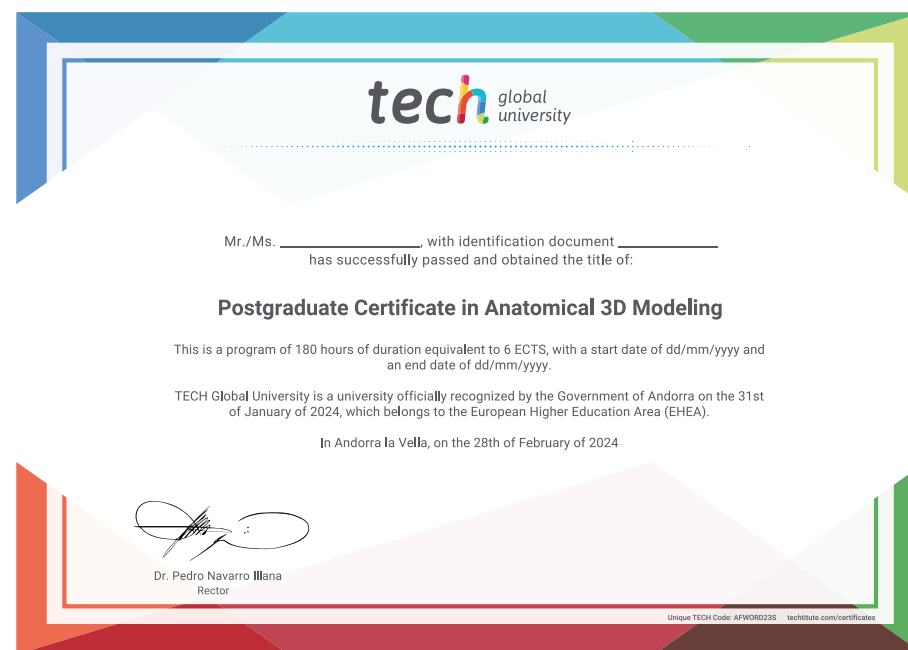 tech global
university
Mr./Ms. ____________________, with identification document ______________
has successfully passed and obtained the title of:
Postgraduate Certificate in Anatomical 3D Modeling
This is a program of 180 hours of duration equivalent to 6 ECTS, with a start date of dd/mm/yyyy and
an end date of dd/mm/yyyy.
TECH Global University is a university officially recognized by the Government of Andorra on the 31st
of January of 2024, which belongs to the European Higher Education Area (EHEA).
In Andorra la Vella, on the 28th of February of 2024
Dr. Pedro Navarro Illana
Rector
Unique TECH Code: AFWORD23S techtitute.com/certificates